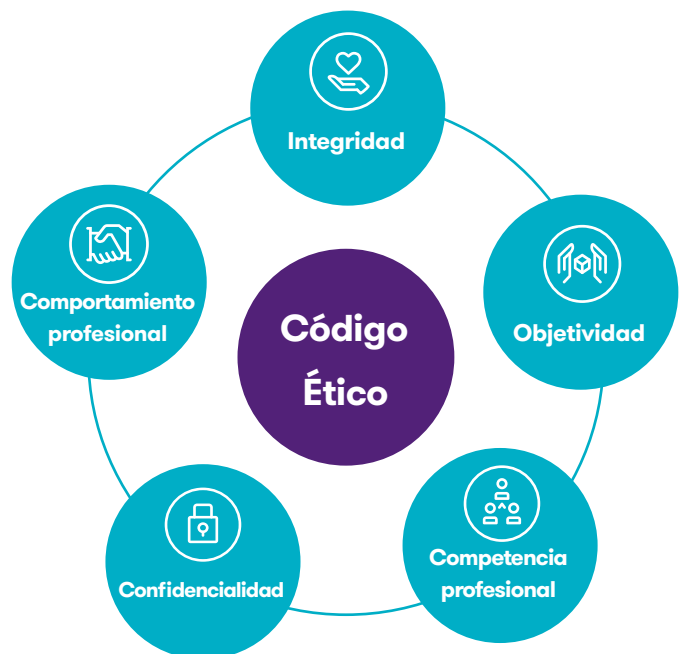 Integridad
Comportamiento
profesional
Código
Ético
Objetividad
Confidencialidad
Competencia
profesional